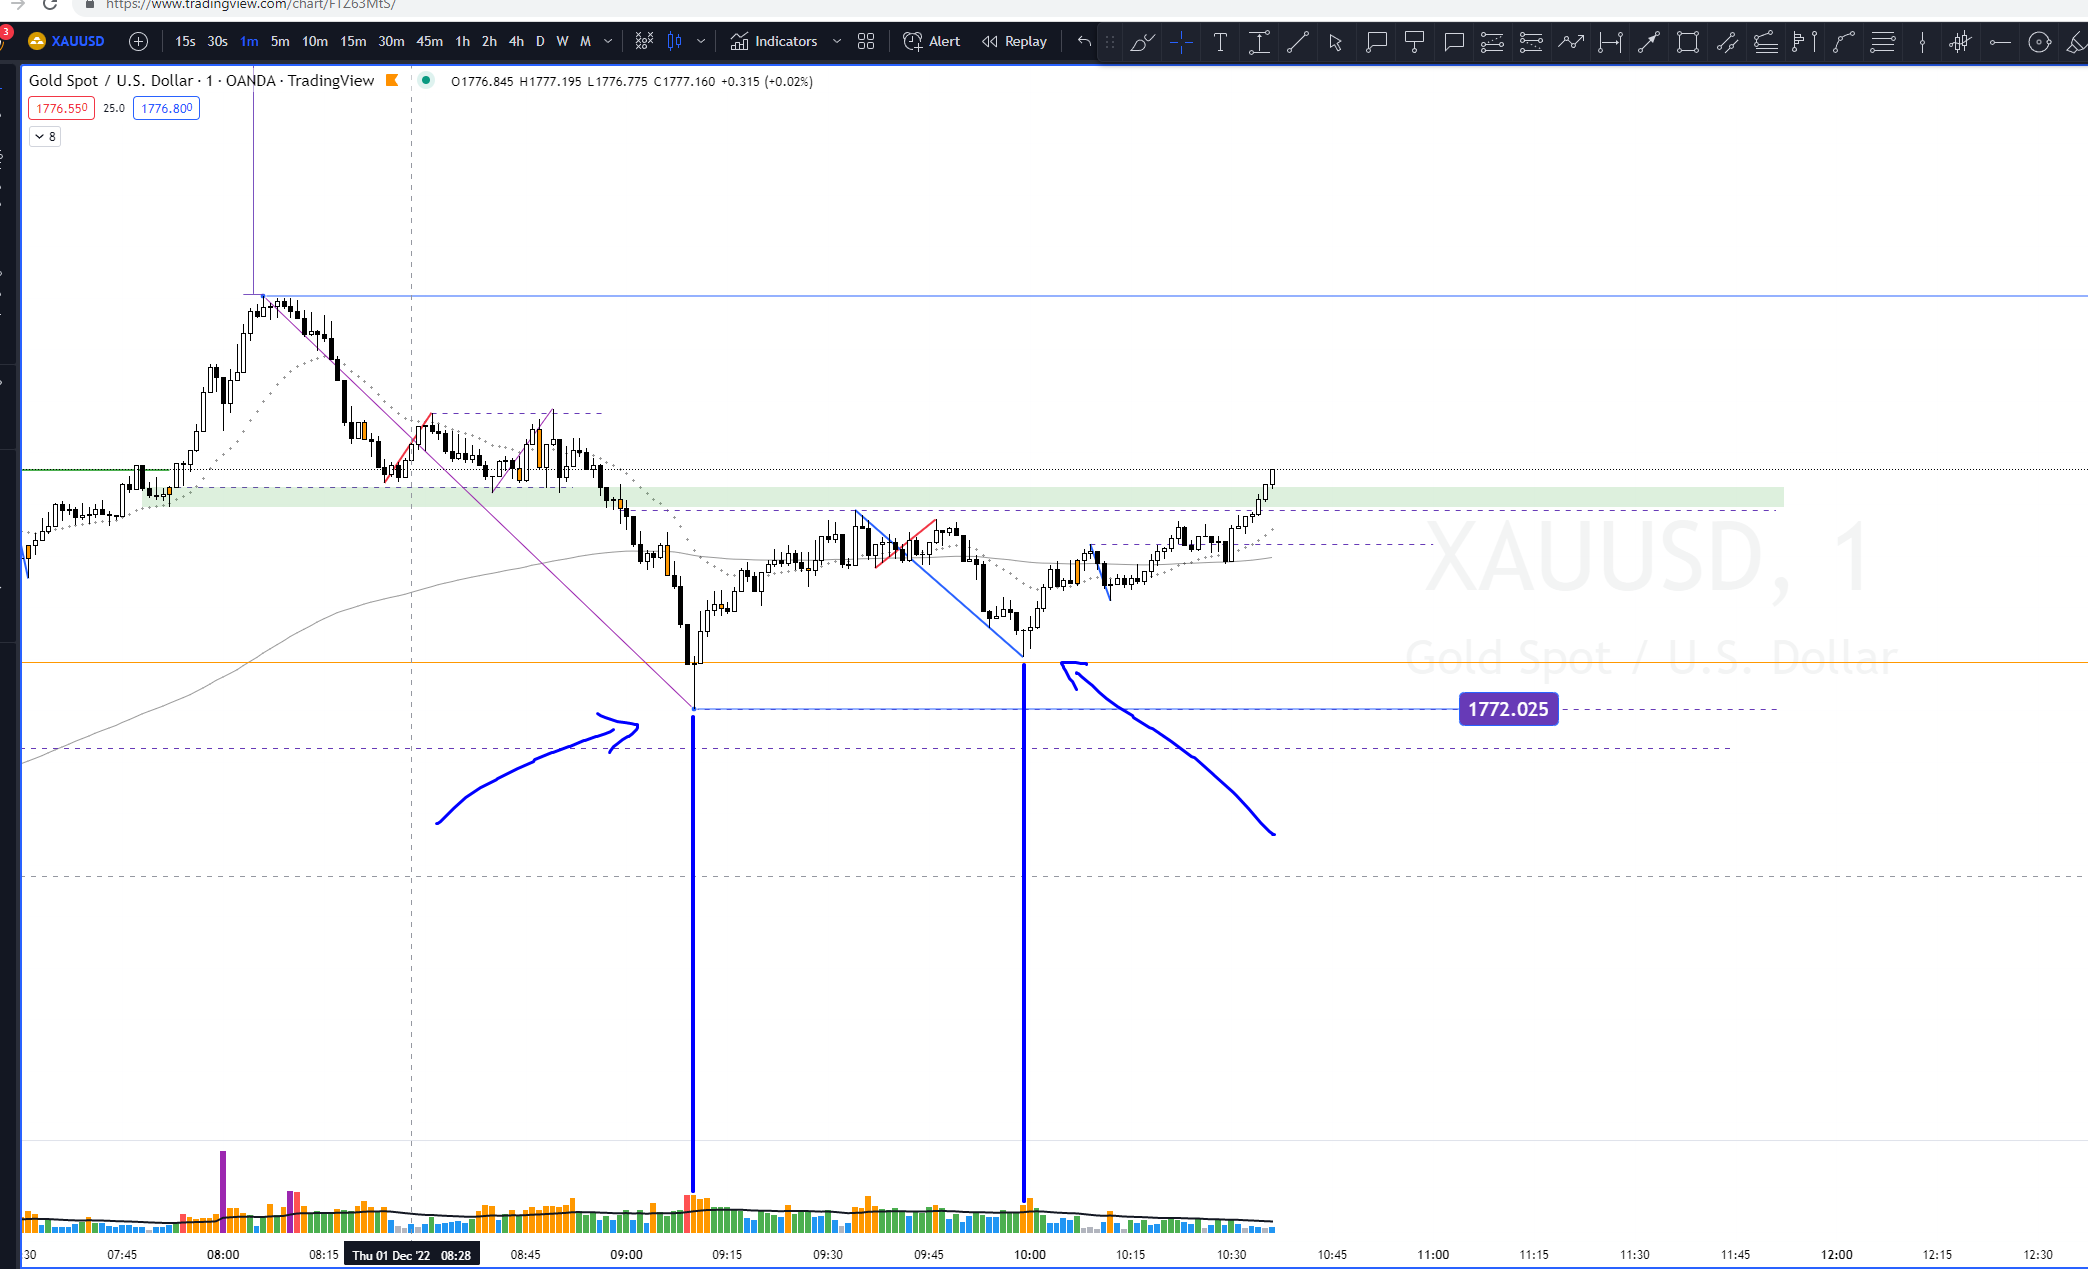 https://www.tradingview.com/chart/FTZ63MtS/
3
XAUUSD 15s 30s 1m 5m 10m 15m 30m 45m 1h 2h 4h D W M Indicators Alert Replay
Gold Spot / U.S. Dollar · 1 · OANDA · TradingView O1776.845 H1777.195 L1776.775 C1777.160 +0.315 (+0.02%)
1776.550 25.0 1776.800
8
XAUUSD, 1
Gold Spot / U.S. Dollar
1772.025
30 07:45 08:00 08:15 Thu 01 Dec '22 08:28 08:45 09:00 09:15 09:30 09:45 10:00 10:15 10:30 10:45 11:00 11:15 11:30 11:45 12:00 12:15 12:30